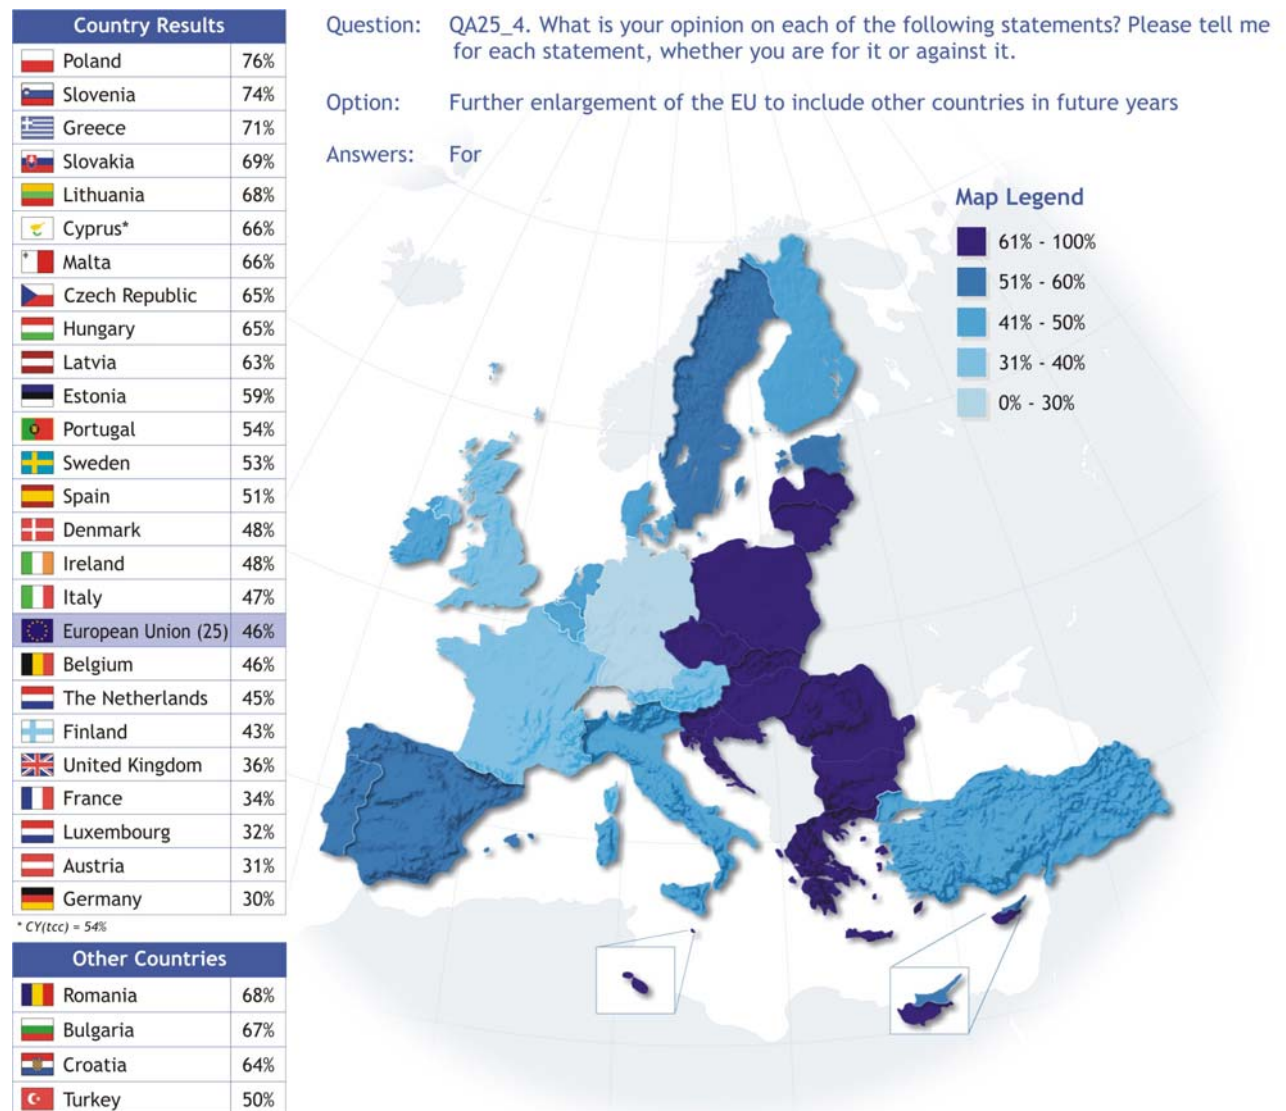 Country Results
Poland 76%
Slovenia 74%
Greece 71%
Slovakia 69%
Lithuania 68%
Cyprus* 66%
Malta 66%
Czech Republic 65%
Hungary 65%
Latvia 63%
Estonia 59%
Portugal 54%
Sweden 53%
Spain 51%
Denmark 48%
Ireland 48%
Italy 47%
European Union (25) 46%
Belgium 46%
The Netherlands 45%
Finland 43%
United Kingdom 36%
France 34%
Luxembourg 32%
Austria 31%
Germany 30%
* CY(tcc) = 54%
Other Countries
Romania 68%
Bulgaria 67%
Croatia 64%
Turkey 50%
Question: QA25_4. What is your opinion on each of the following statements? Please tell me
for each statement, whether you are for it or against it.
Option: Further enlargement of the EU to include other countries in future years
Answers: For
Map Legend
61% - 100%
51% - 60%
41% - 50%
31% - 40%
0% - 30%